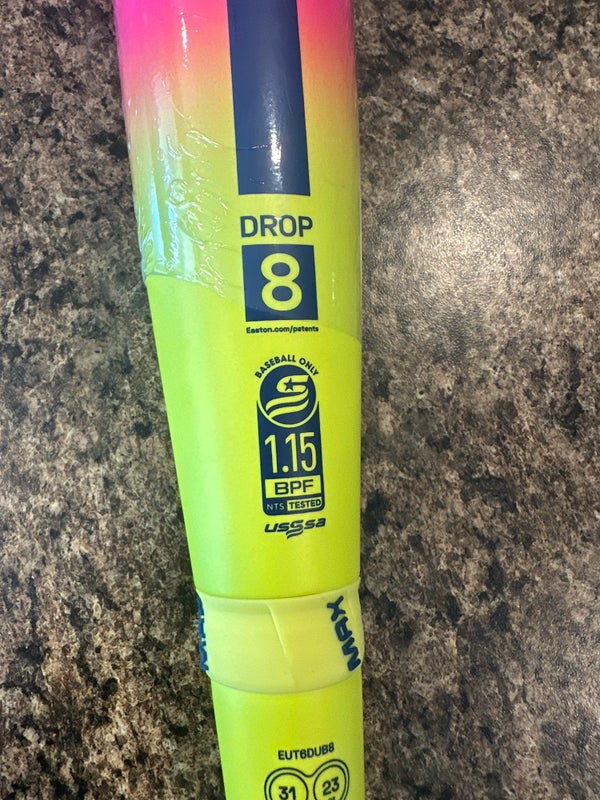 DROP
8
Easton.com/patents
BASEBALL ONLY
1.15
BPF
NTS TESTED
usssa
MAX
EUT6DUB8
31 23